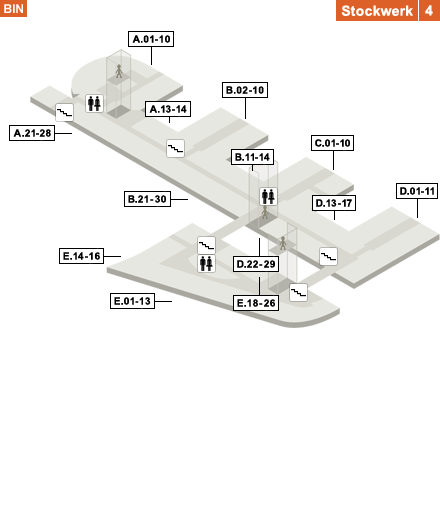 BIN
Stockwerk 4
A.01-10
B.02-10
A.13-14
A.21-28
C.01-10
B.11-14
D.01-11
B.21-30
D.13-17
E.14-16
D.22-29
E.01-13
E.18-26